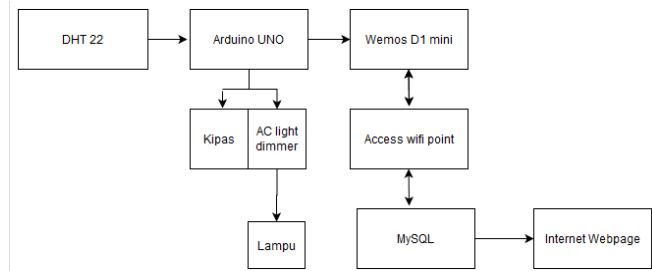 DHT 22
Arduino UNO
Wemos D1 mini
Kipas
AC light
dimmer
Access wifi point
Lampu
MySQL
Internet Webpage